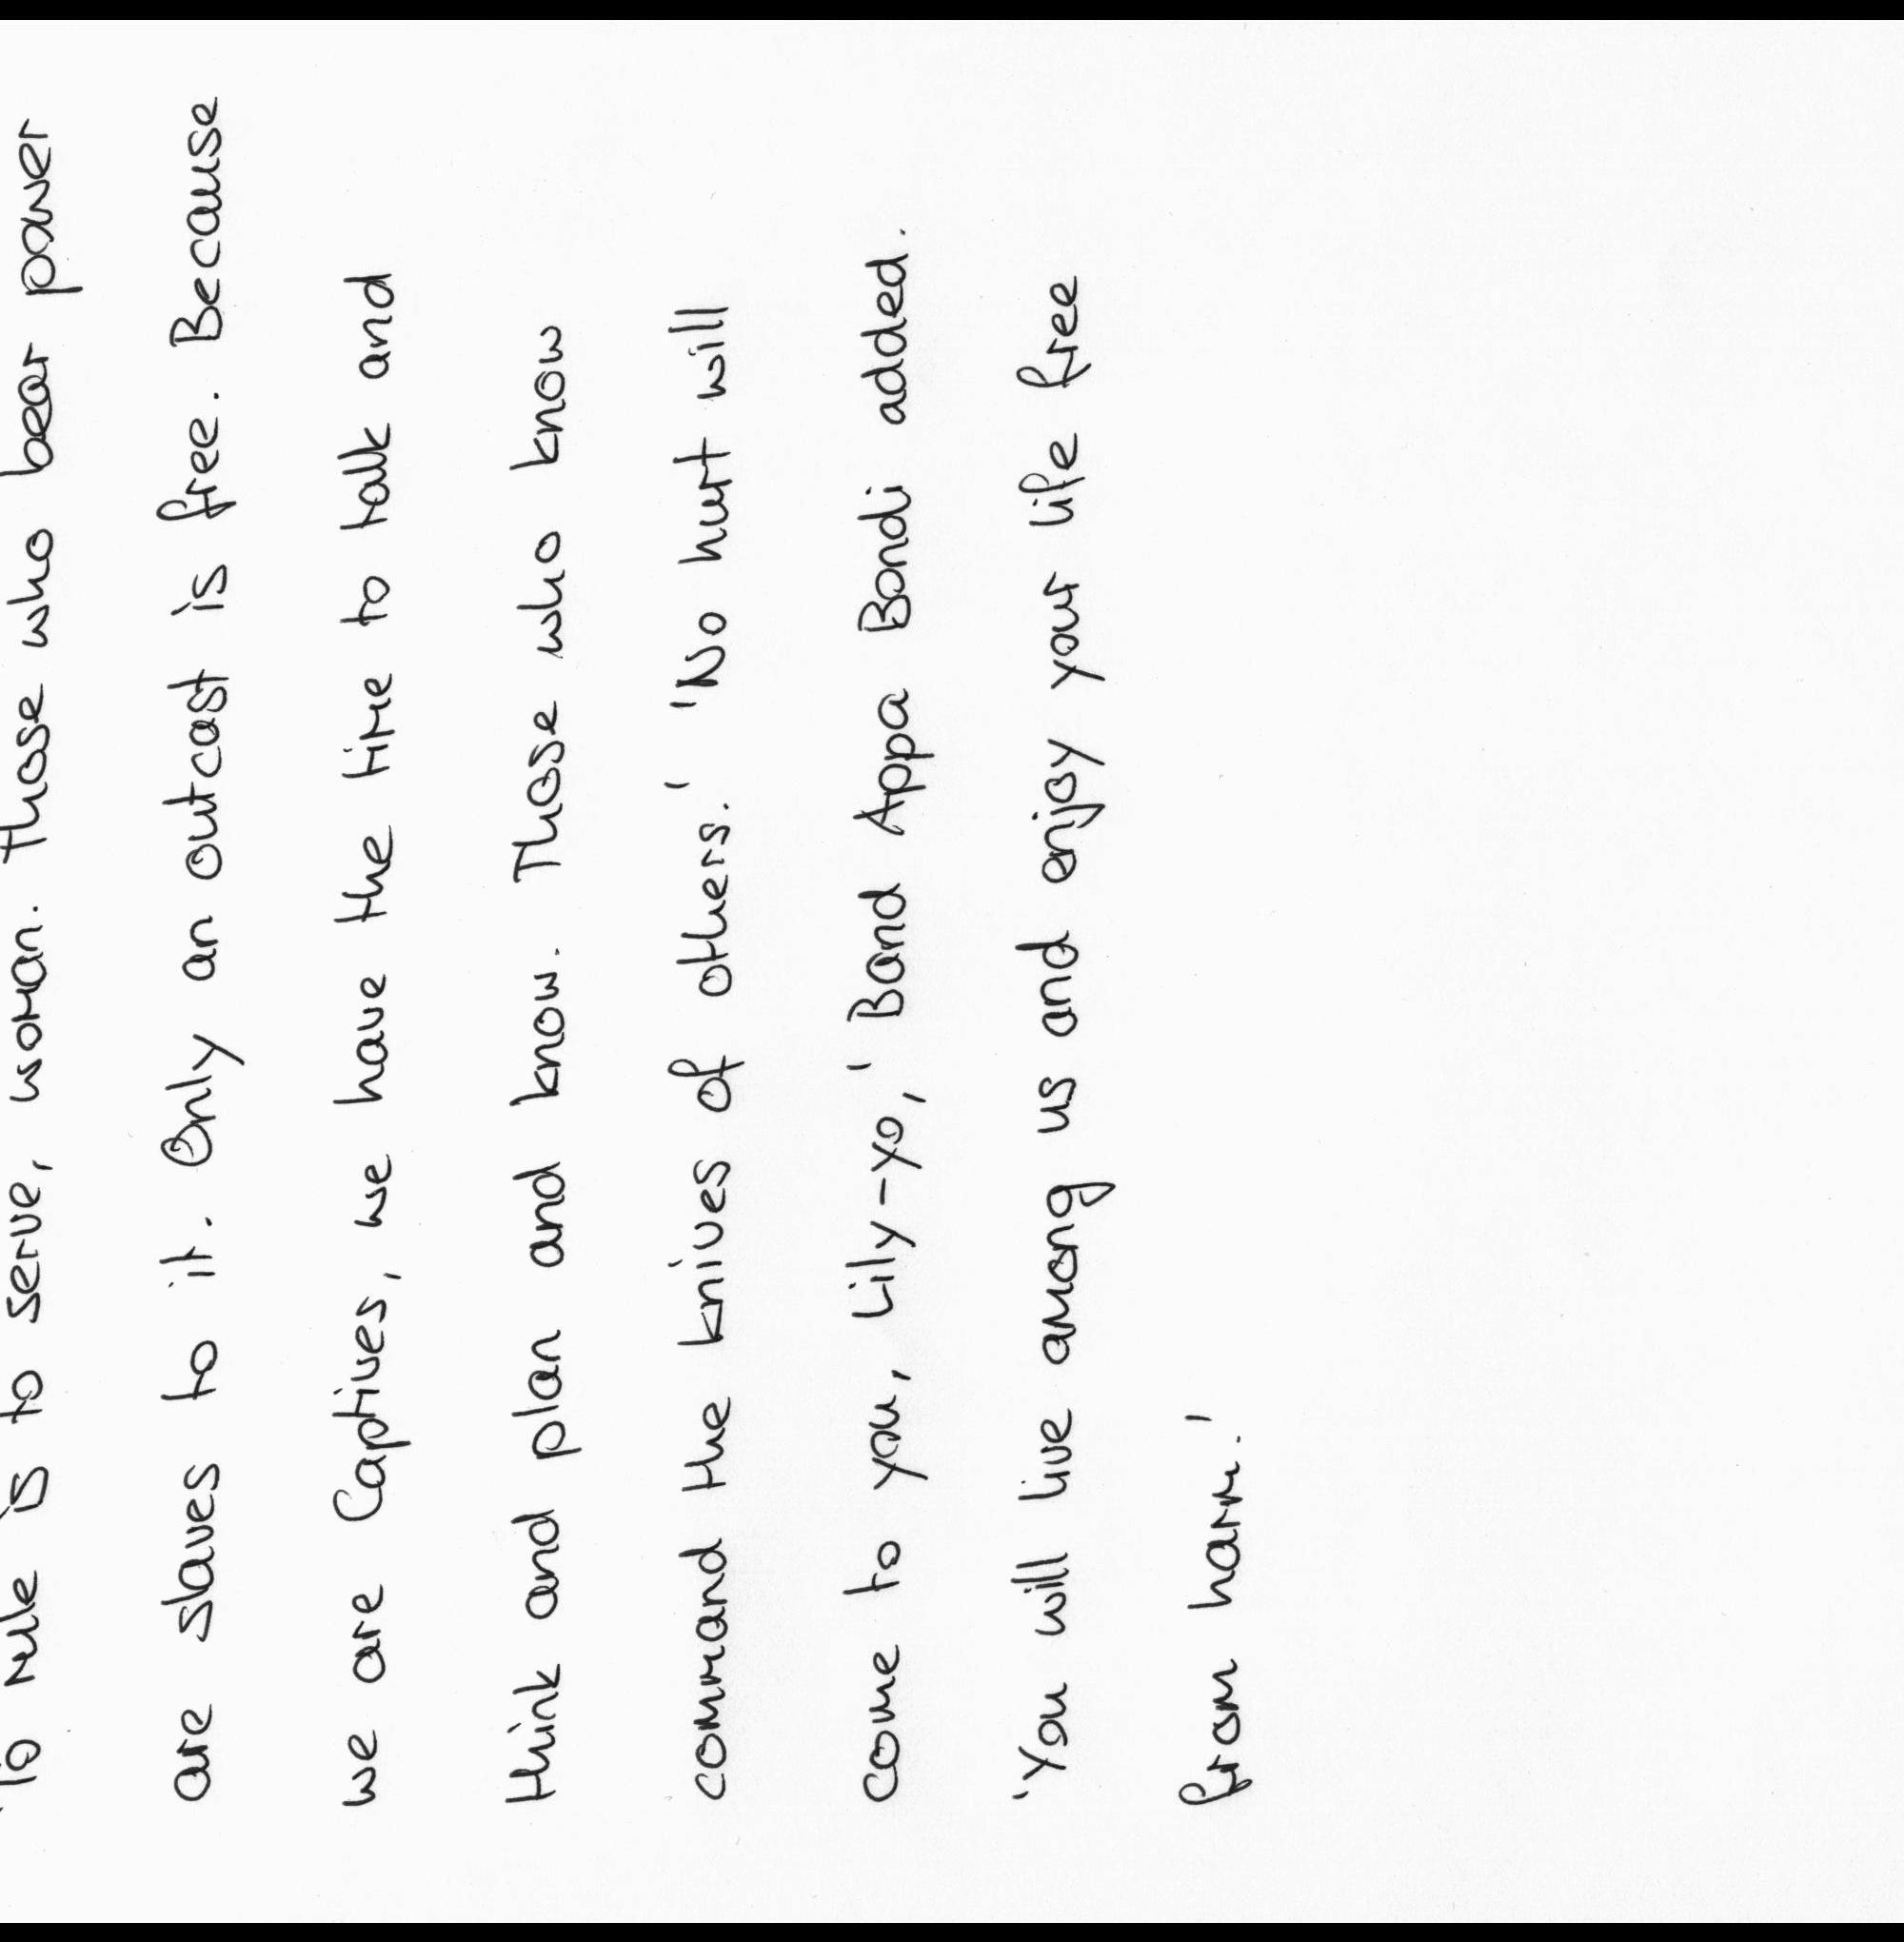 'To rule is to serve, woman. Those who bear power
are slaves to it. Only an outcast is free. Because
we are Captives, we have the time to talk and
think and plan and know. Those who know
command the knives of others.' 'No hurt will
come to you, Lily-yo,' Band Appa Bondi added.
'You will live among us and enjoy your life free
from harm.'